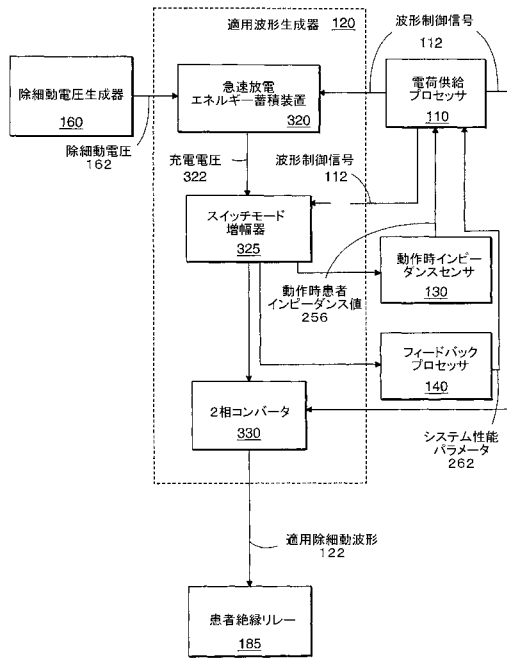 適用波形生成器 120
波形制御信号
112
除細動電圧生成器
160
除細動電圧
162
急速放電
エネルギー蓄積装置
320
電荷供給
プロセッサ
110
充電電圧
322
波形制御信号
112
スイッチモード
増幅器
325
動作時インピー
ダンスセンサ
130
動作時患者
インピーダンス値
256
フィードバック
プロセッサ
140
2相コンバータ
330
システム性能
パラメータ
262
適用除細動波形
122
患者絶縁リレー
185